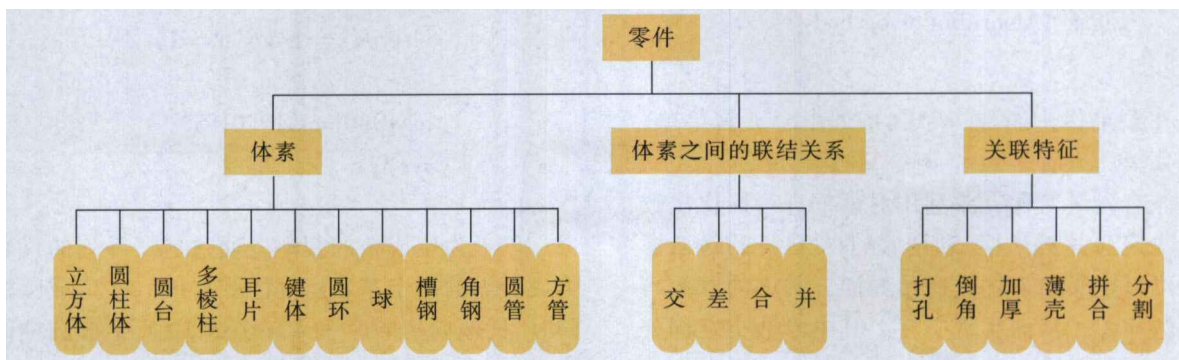 零件
体素
体素之间的联结关系
关联特征
立方体
圆柱体
圆台
多棱柱
耳片
键体
圆环
球
槽钢
角钢
圆管
方管
交
差
合
并
打孔
倒角
加厚
薄壳
拼合
分割